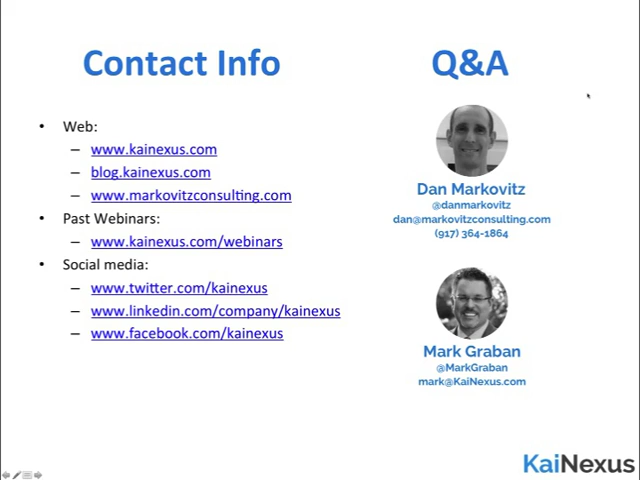 Contact Info
• Web:
– www.kainexus.com
– blog.kainexus.com
– www.markovitzconsulting.com
• Past Webinars:
– www.kainexus.com/webinars
• Social media:
– www.twitter.com/kainexus
– www.linkedin.com/company/kainexus
– www.facebook.com/kainexus
Q&A
Dan Markovitz
@danmarkovitz
dan@markovitzconsulting.com
(917) 364-1864
Mark Graban
@MarkGraban
mark@KaiNexus.com
KaiNexus